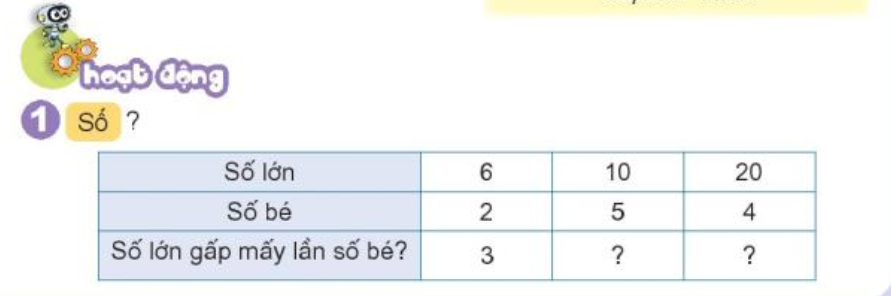 hoạt động
1 Số ?
Số lớn 6 10 20
Số bé 2 5 4
Số lớn gấp mấy lần số bé? 3 ? ?